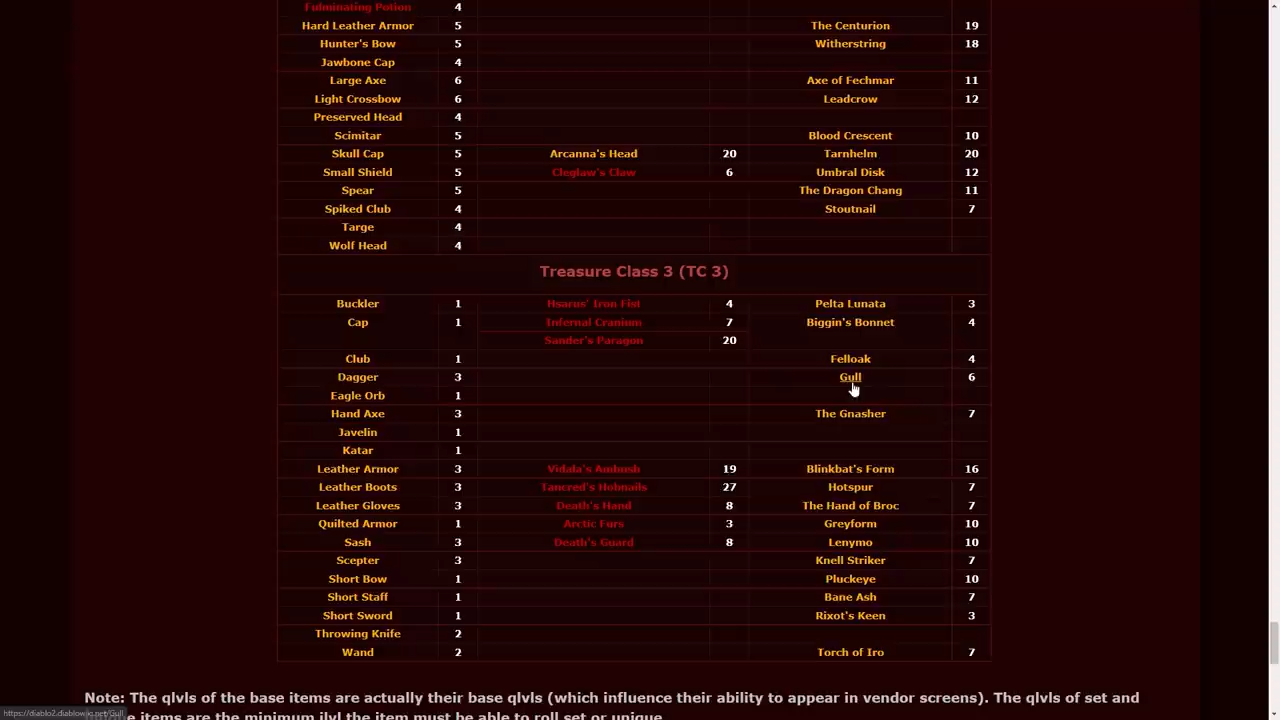 Fulminating Potion 4
Hard Leather Armor 5 The Centurion 19
Hunter's Bow 5 Witherstring 18
Jawbone Cap 4
Large Axe 6 Axe of Fechmar 11
Light Crossbow 6 Leadcrow 12
Preserved Head 4
Scimitar 5 Blood Crescent 10
Skull Cap 5 Arcanna's Head 20 Tarnhelm 20
Small Shield 5 Cleglaw's Claw 6 Umbral Disk 12
Spear 5 The Dragon Chang 11
Spiked Club 4 Stoutnail 7
Targe 4
Wolf Head 4
Treasure Class 3 (TC 3)
Buckler 1 Hsarus' Iron Fist 4 Pelta Lunata 3
Cap 1 Infernal Cranium 7 Biggin's Bonnet 4
Sander's Paragon 20
Club 1 Felloak 4
Dagger 3 Gull 6
Eagle Orb 1
Hand Axe 3 The Gnasher 7
Javelin 1
Katar 1
Leather Armor 3 Vidala's Ambush 19 Blinkbat's Form 16
Leather Boots 3 Tancred's Hobnails 27 Hotspur 7
Leather Gloves 3 Death's Hand 8 The Hand of Broc 7
Quilted Armor 1 Arctic Furs 3 Greyform 10
Sash 3 Death's Guard 8 Lenymo 10
Scepter 3 Knell Striker 7
Short Bow 1 Pluckeye 10
Short Staff 1 Bane Ash 7
Short Sword 1 Rixot's Keen 3
Throwing Knife 2
Wand 2 Torch of Iro 7
Note: The qlvls of the base items are actually their base qlvls (which influence their ability to appear in vendor screens). The qlvls of set and
items are the minimum ilvl the item must be able to roll set or unique.
https://diablo2.diablowiki.net/Gull